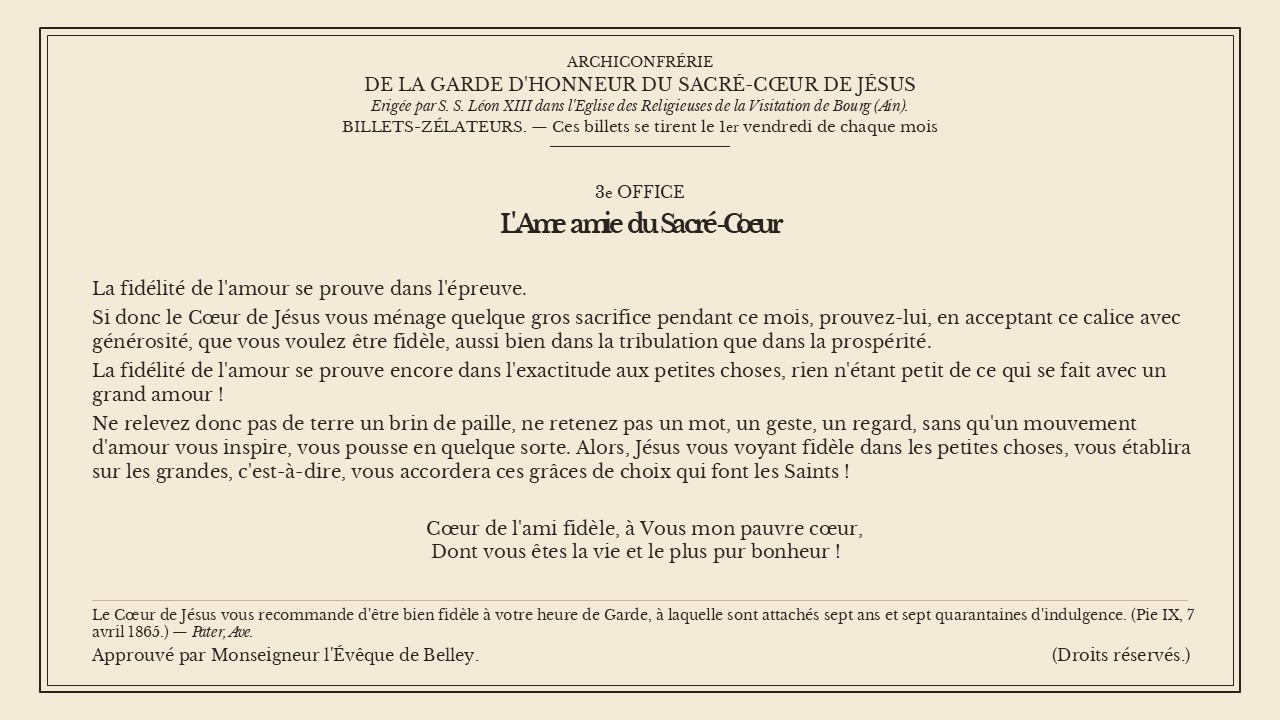 ARCHICONFRÉRIE
DE LA GARDE D'HONNEUR DU SACRÉ-CŒUR DE JÉSUS
Erigée par S. S. Léon XIII dans l'Eglise des Religieuses de la Visitation de Bourg (Ain).
BILLETS-ZÉLATEURS. — Ces billets se tirent le 1er vendredi de chaque mois
3e OFFICE
L'Ame amie du Sacré-Cœur
La fidélité de l'amour se prouve dans l'épreuve.
Si donc le Cœur de Jésus vous ménage quelque gros sacrifice pendant ce mois, prouvez-lui, en acceptant ce calice avec
générosité, que vous voulez être fidèle, aussi bien dans la tribulation que dans la prospérité.
La fidélité de l'amour se prouve encore dans l'exactitude aux petites choses, rien n'étant petit de ce qui se fait avec un
grand amour !
Ne relevez donc pas de terre un brin de paille, ne retenez pas un mot, un geste, un regard, sans qu'un mouvement
d'amour vous inspire, vous pousse en quelque sorte. Alors, Jésus vous voyant fidèle dans les petites choses, vous établira
sur les grandes, c'est-à-dire, vous accordera ces grâces de choix qui font les Saints !
Cœur de l'ami fidèle, à Vous mon pauvre cœur,
Dont vous êtes la vie et le plus pur bonheur !
Le Cœur de Jésus vous recommande d'être bien fidèle à votre heure de Garde, à laquelle sont attachés sept ans et sept quarantaines d'indulgence. (Pie IX, 7
avril 1865.) — Pater, Ave.
Approuvé par Monseigneur l'Évêque de Belley. (Droits réservés.)